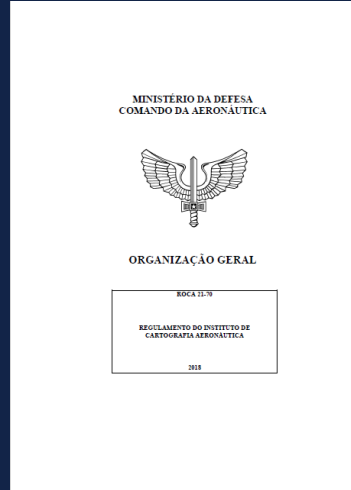 MINISTÉRIO DA DEFESA
COMANDO DA AERONÁUTICA
ORGANIZAÇÃO GERAL
ROCA 21-70
REGULAMENTO DO INSTITUTO DE
CARTOGRAFIA AERONÁUTICA
2018